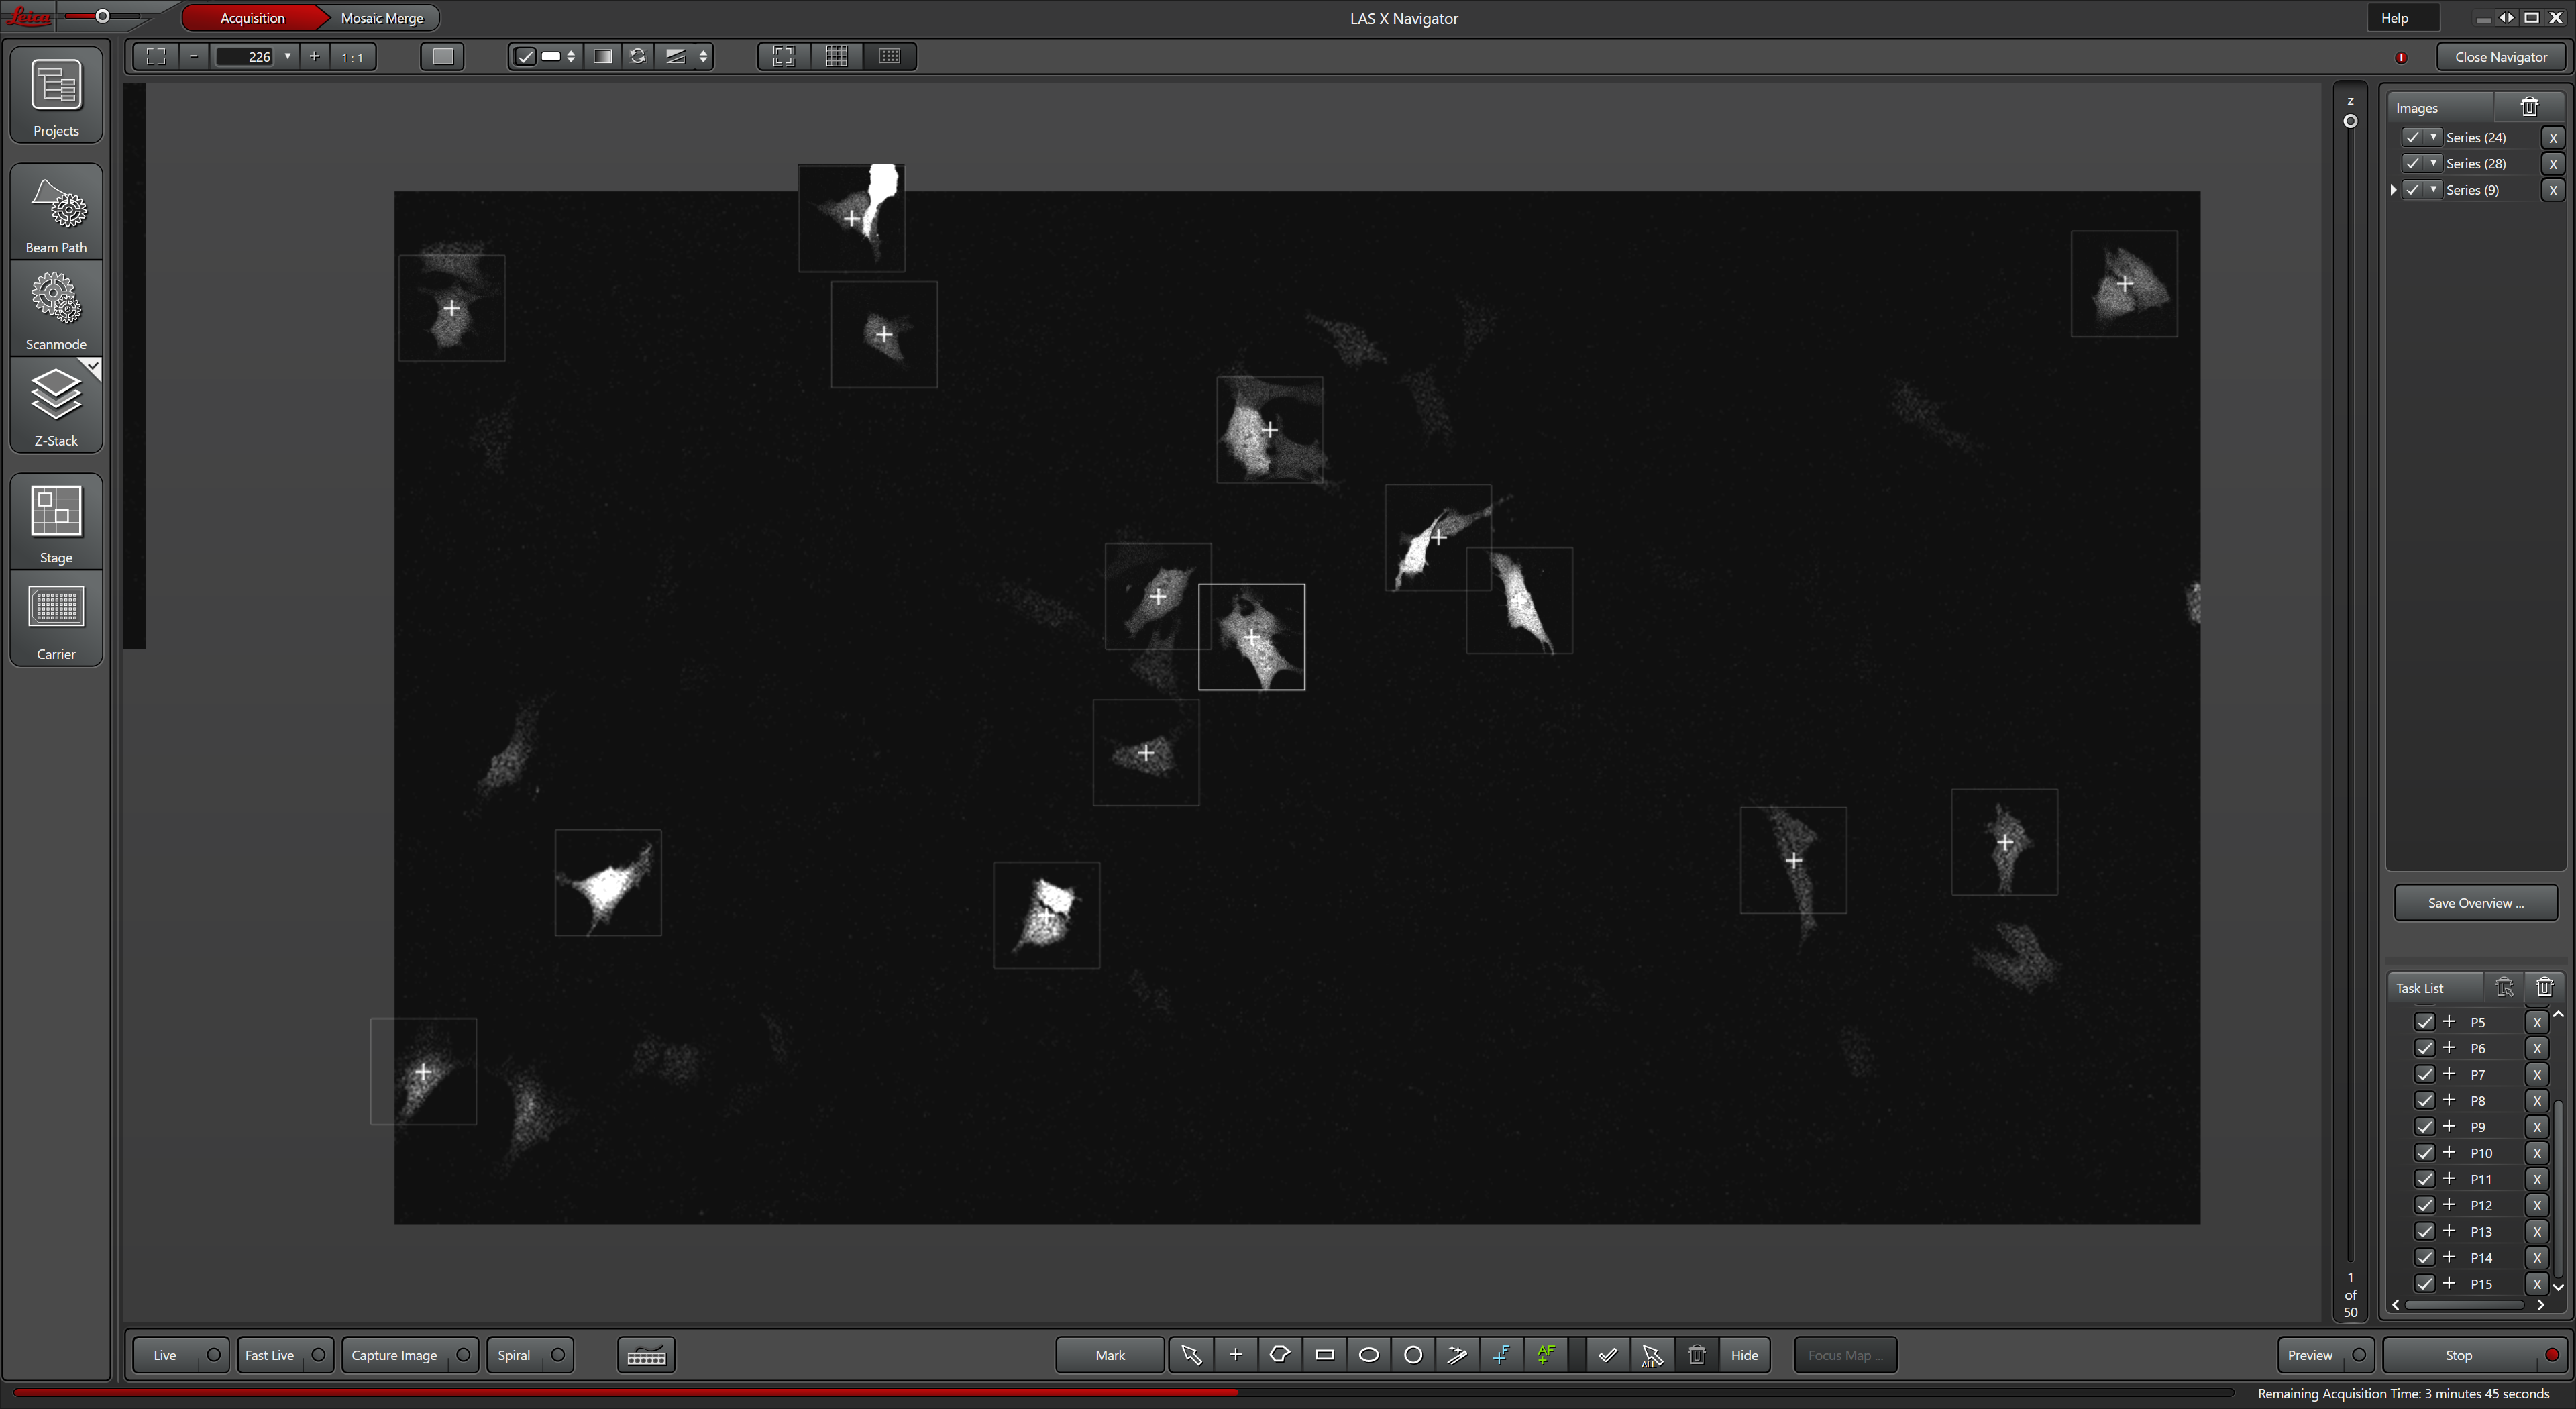 Leica
Acquisition
Mosaic Merge
LAS X Navigator
Help
226
1:1
Close Navigator
Projects
Beam Path
Scanmode
Z-Stack
Stage
Carrier
z
1
of
50
Images
Series (24)
X
Series (28)
X
Series (9)
X
Save Overview ...
Task List
P5
X
P6
X
P7
X
P8
X
P9
X
P10
X
P11
X
P12
X
P13
X
P14
X
P15
X
Live
Fast Live
Capture Image
Spiral
Mark
F
AF
ALL
Hide
Focus Map ...
Preview
Stop
Remaining Acquisition Time: 3 minutes 45 seconds